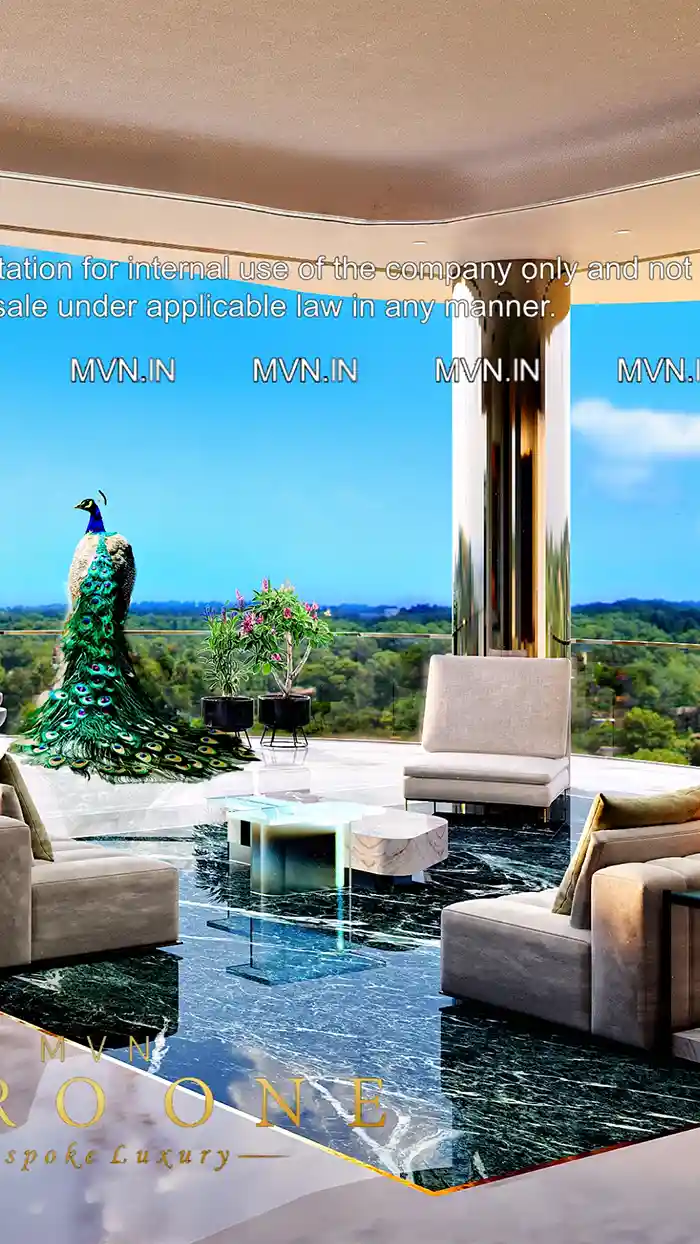 tation for internal use of the company only and not
sale under applicable law in any manner.
MVN.IN MVN.IN MVN.IN MVN.I
MVN
RO ONE
spoke Luxury